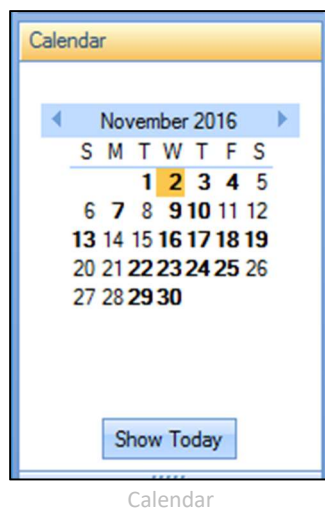 Calendar
November 2016
S M T W T F S
1 2 3 4 5
6 7 8 9 10 11 12
13 14 15 16 17 18 19
20 21 22 23 24 25 26
27 28 29 30
Show Today
Calendar